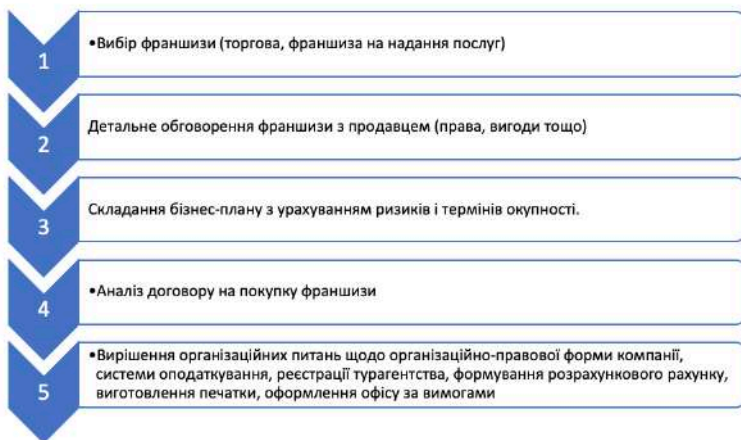 1
•Вибір франшизи (торгова, франшиза на надання послуг)
2
Детальне обговорення франшизи з продавцем (права, вигоди тощо)
3
Складання бізнес-плану з урахуванням ризиків і термінів окупності.
4
•Аналіз договору на покупку франшизи
5
•Вирішення організаційних питань щодо організаційно-правової форми компанії,
системи оподаткування, реєстрації турагентства, формування розрахункового рахунку,
виготовлення печатки, оформлення офісу за вимогами